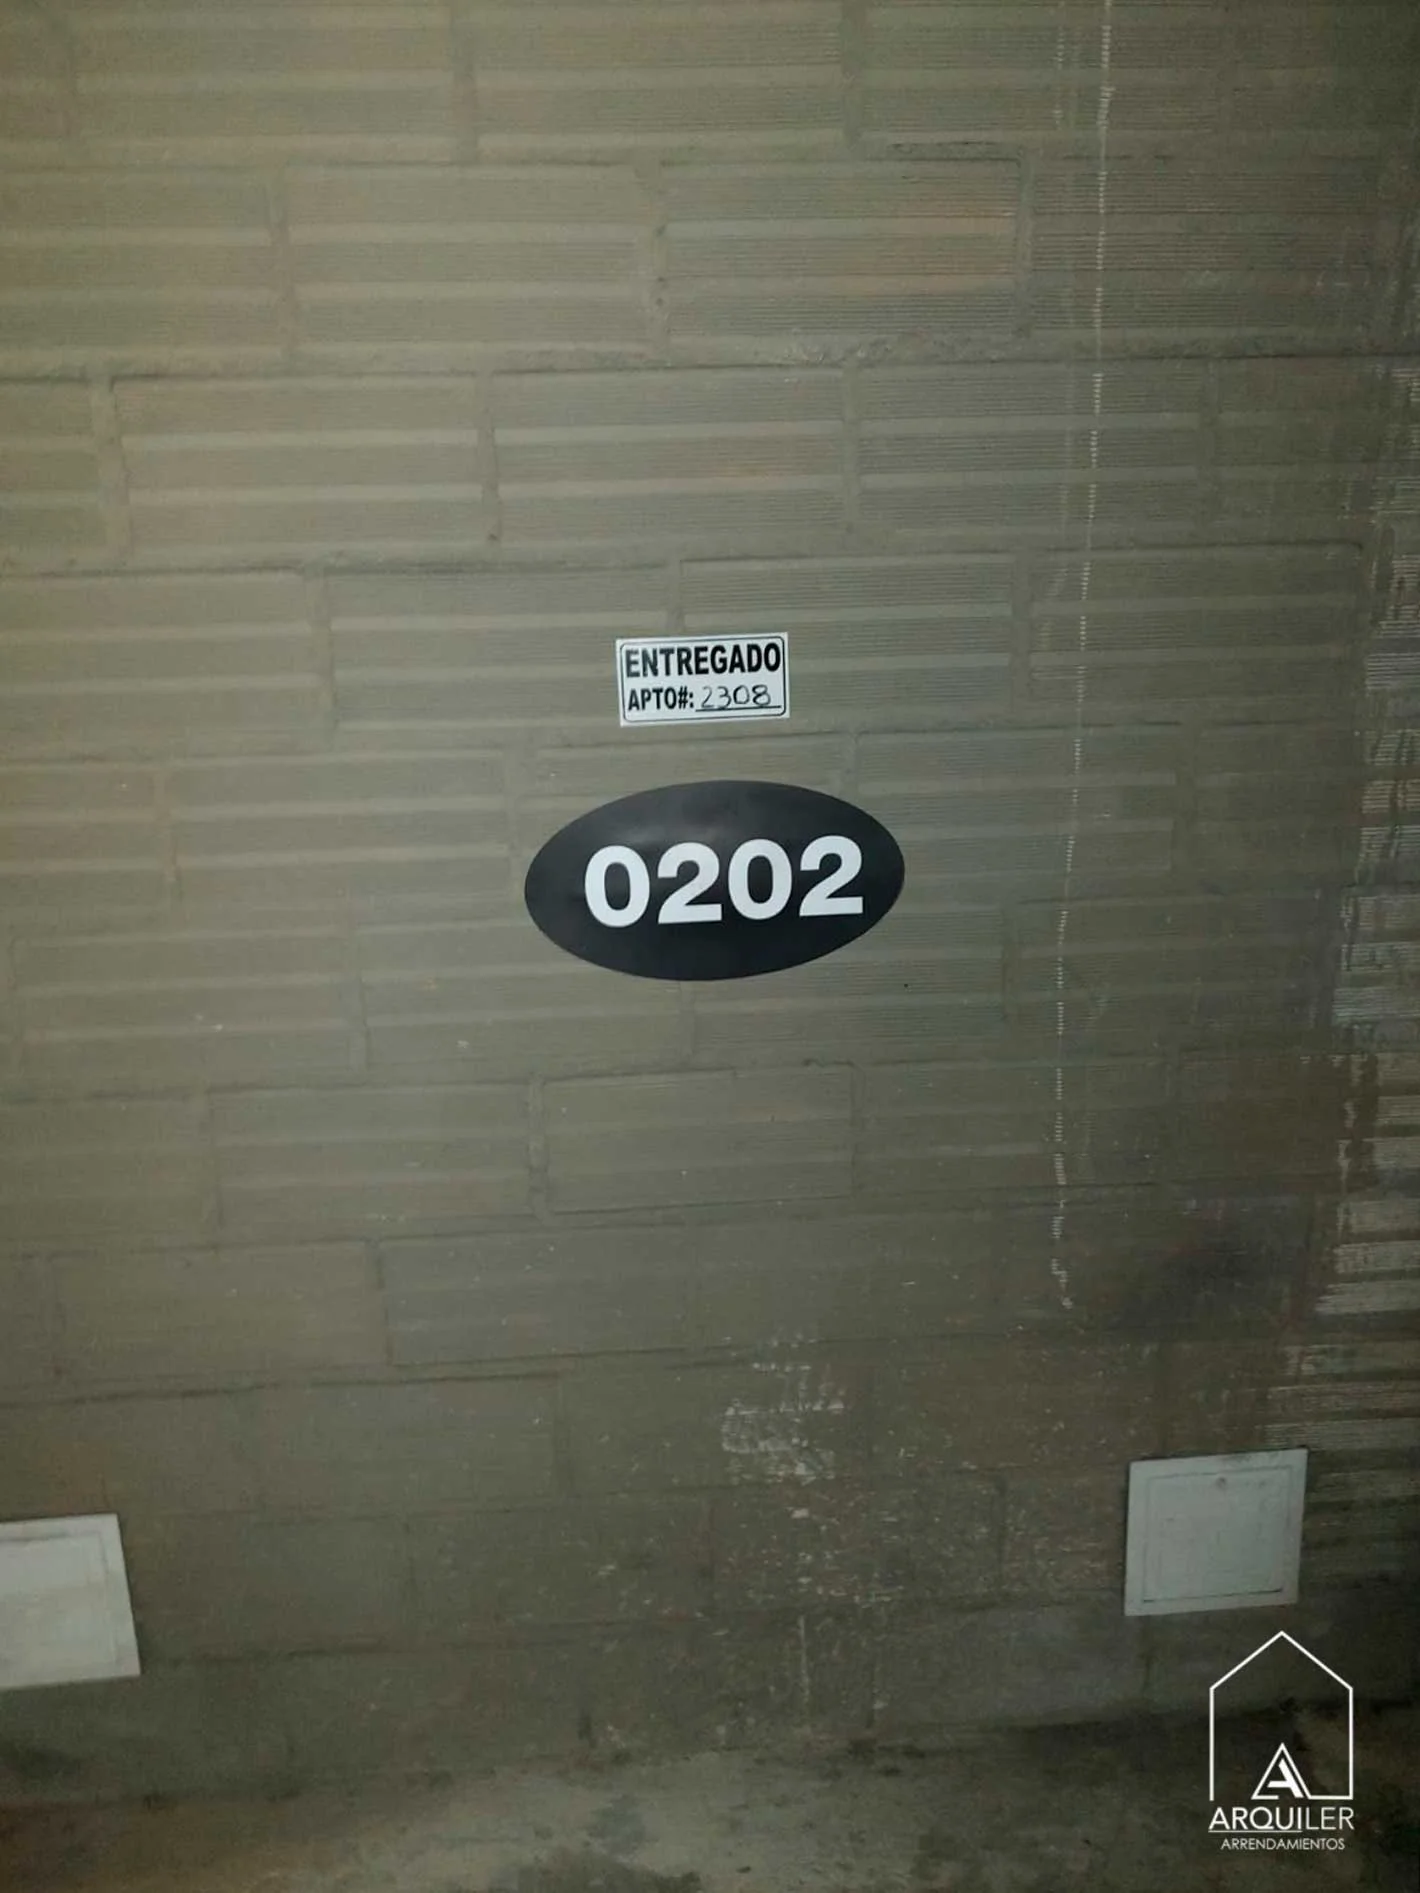 ENTREGADO
APTO#: 2308
0202
ARQUILER
ARRENDAMIENTOS